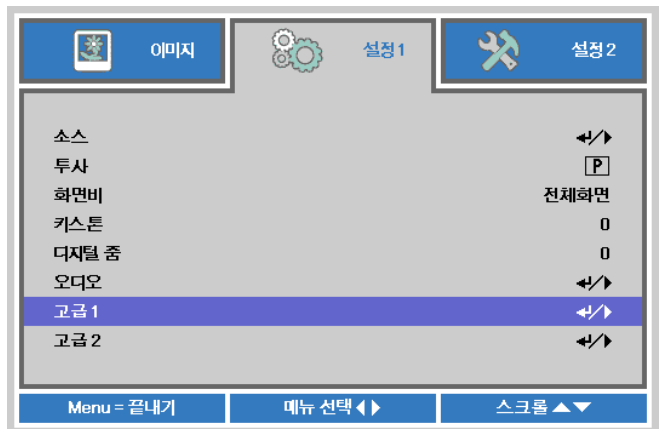 이미지 설정1 설정2
소스 ↵/▶
투사 P
화면비 전체화면
키스톤 0
디지털 줌 0
오디오 ↵/▶
고급1 ↵/▶
고급2 ↵/▶
Menu = 끝내기 메뉴 선택 ◀ ▶ 스크롤 ▲▼